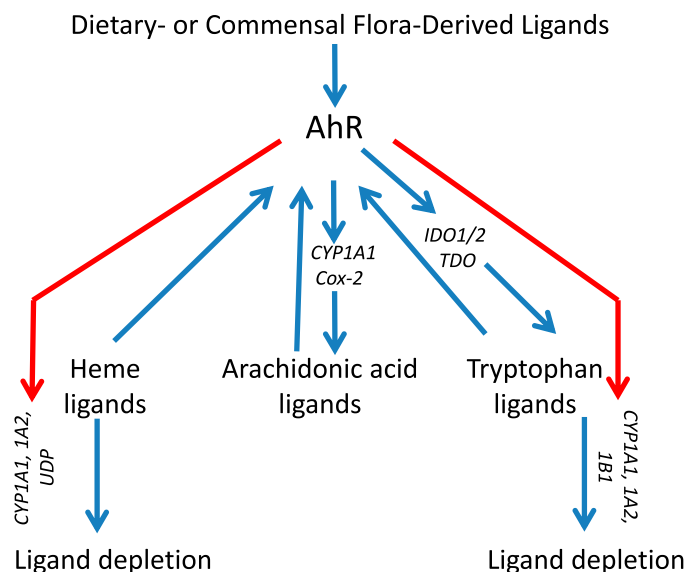 Dietary- or Commensal Flora-Derived Ligands
AhR
CYP1A1
Cox-2
IDO1/2
TDO
Heme
ligands
Arachidonic acid
ligands
Tryptophan
ligands
CYP1A1, 1A2,
UDP
CYP1A1, 1A2,
1B1
Ligand depletion
Ligand depletion